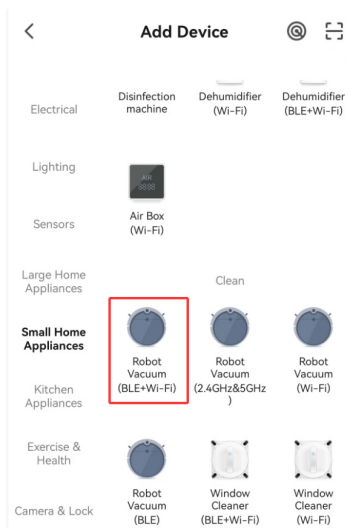 Add Device
Electrical
Lighting
Sensors
Large Home
Appliances
Small Home
Appliances
Kitchen
Appliances
Exercise &
Health
Camera & Lock
Disinfection
machine
Dehumidifier
(Wi-Fi)
Dehumidifier
(BLE+Wi-Fi)
AIR
8888
Air Box
(Wi-Fi)
Clean
Robot
Vacuum
(BLE+Wi-Fi)
Robot
Vacuum
(2.4GHz&5GHz
)
Robot
Vacuum
(Wi-Fi)
Robot
Vacuum
(BLE)
Window
Cleaner
(BLE+Wi-Fi)
Window
Cleaner
(Wi-Fi)